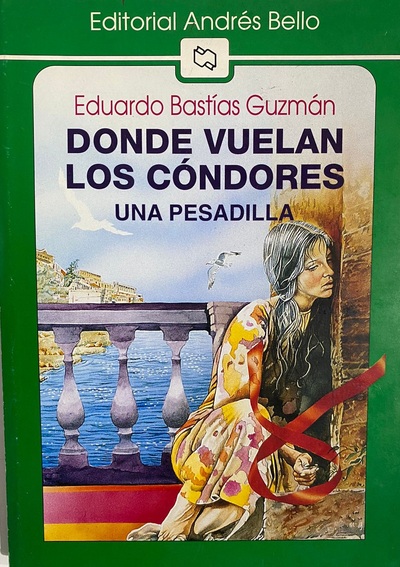 Editorial Andrés Bello
Eduardo Bastías Guzmán
DONDE VUELAN
LOS CÓNDORES
UNA PESADILLA